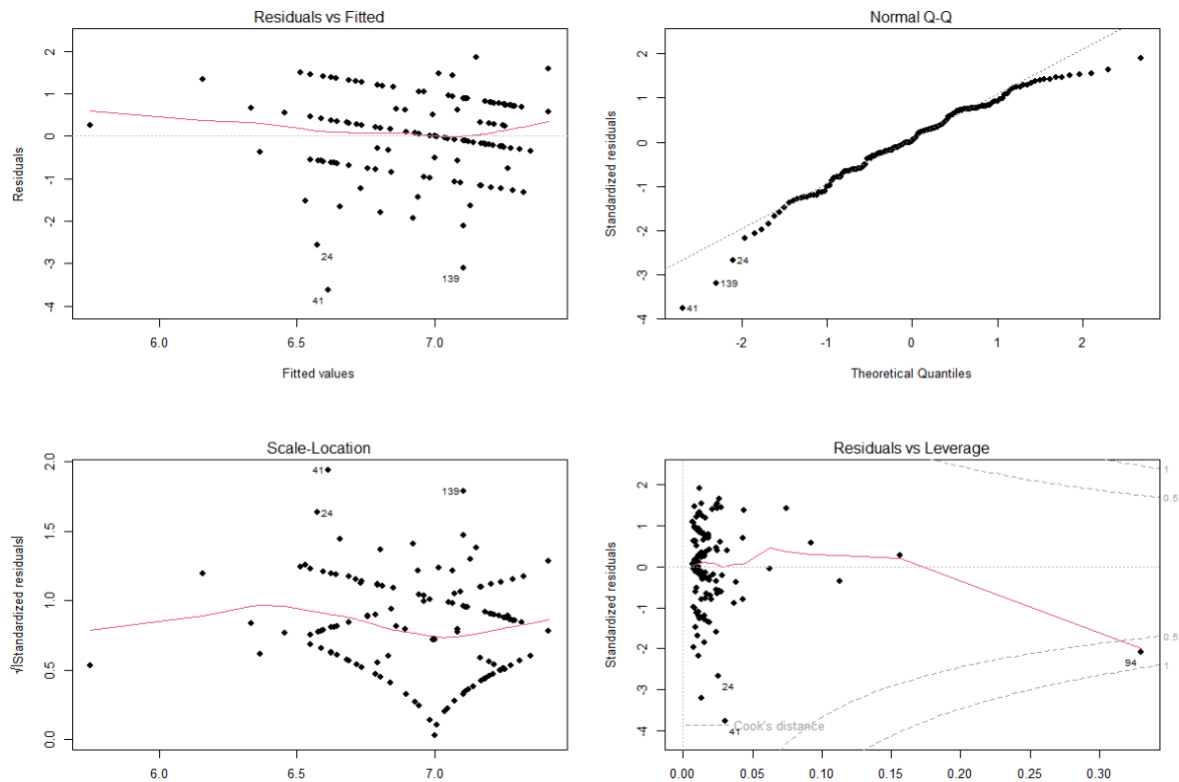 Residuals vs Fitted
Residuals
2
1
0
-1
-2
-3
-4
24
41
139
6.0 6.5 7.0
Fitted values
Normal Q-Q
Standardized residuals
2
1
0
-1
-2
-3
-4
24
139
41
-2 -1 0 1 2
Theoretical Quantiles
Scale-Location
√|Standardized residuals|
2.0
1.5
1.0
0.5
0.0
41
139
24
6.0 6.5 7.0
Residuals vs Leverage
Standardized residuals
2
1
0
-1
-2
-3
-4
1
0.5
0.5
1
94
24
Cook's distance
41
0.00 0.05 0.10 0.15 0.20 0.25 0.30